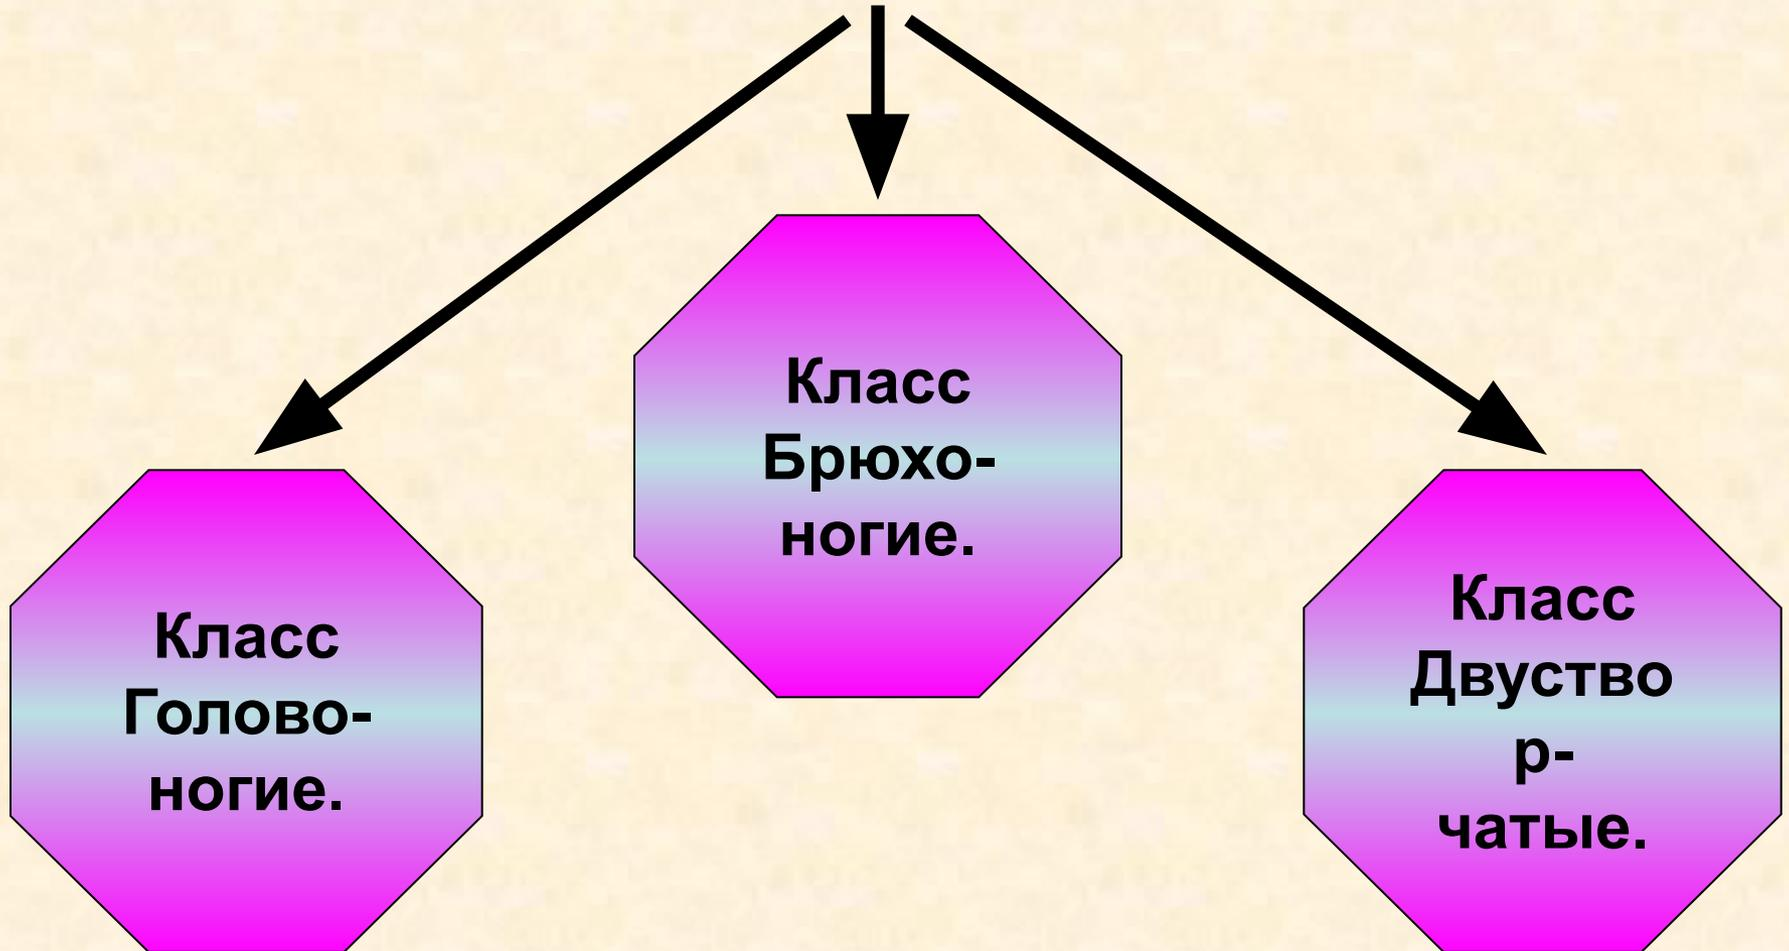 Класс
Брюхо-
ногие.
Класс
Голово-
ногие.
Класс
Двуство
р-
чатые.